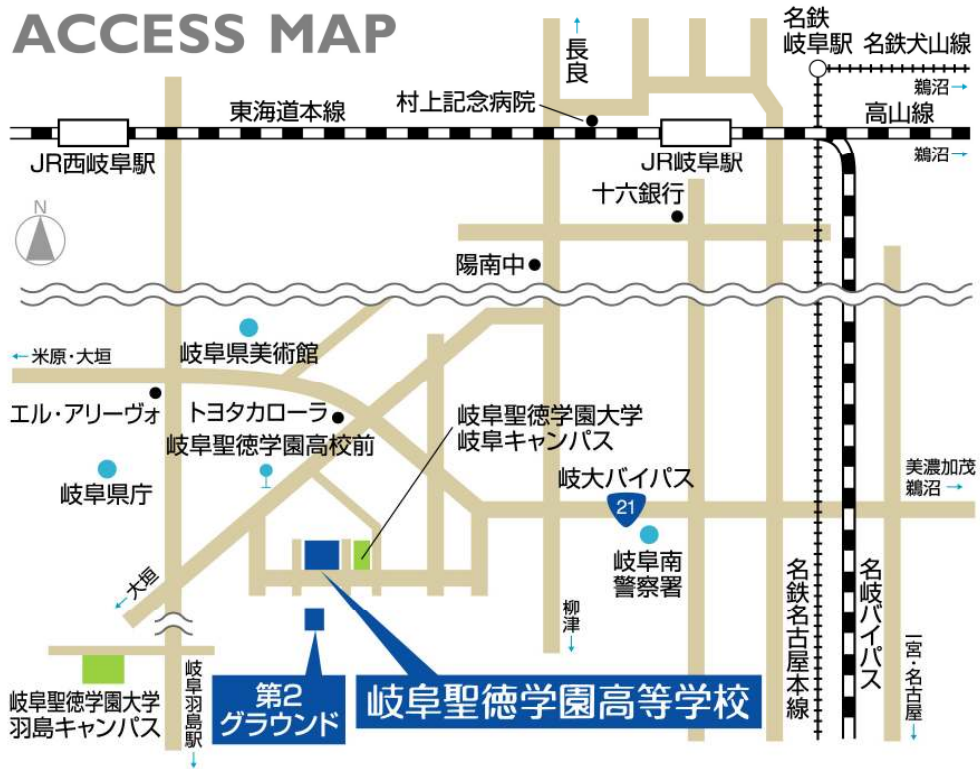 ACCESS MAP
名鉄
岐阜駅
名鉄犬山線
鵜沼→
↑
長良
村上記念病院
東海道本線
高山線
JR西岐阜駅
JR岐阜駅
鵜沼→
十六銀行
N
陽南中
岐阜県美術館
←米原・大垣
エル・アリーヴォ
トヨタカローラ
岐阜聖徳学園高校前
岐阜聖徳学園大学
岐阜キャンパス
岐阜県庁
岐大バイパス
21
美濃加茂
鵜沼→
岐阜南
警察署
←大垣
柳津→
名鉄名古屋本線
名岐バイパス
一宮・名古屋→
岐阜聖徳学園大学
羽島キャンパス
岐阜羽島駅→
第2
グラウンド
岐阜聖徳学園高等学校